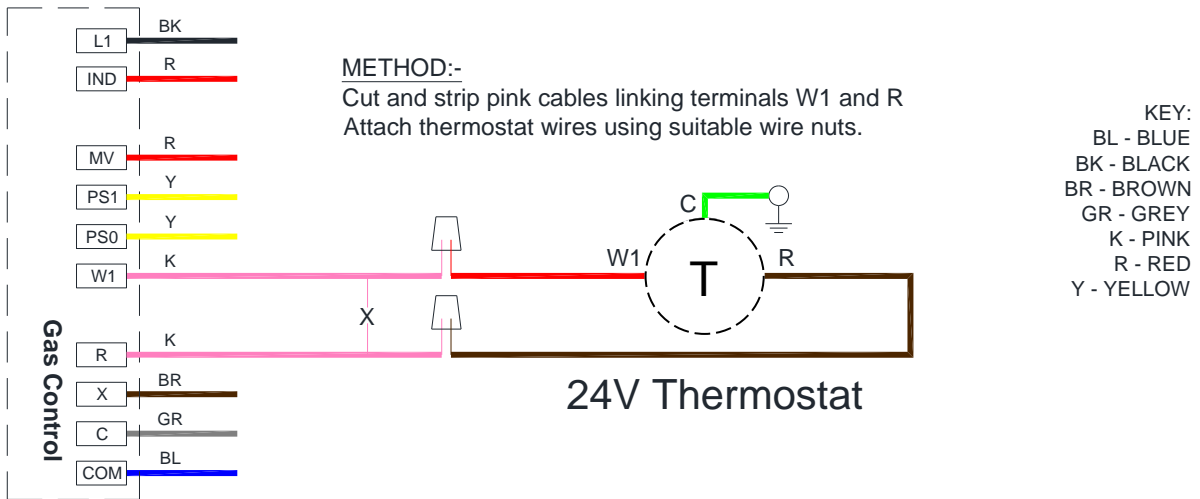 BK
L1
R
IND
METHOD:-
Cut and strip pink cables linking terminals W1 and R
Attach thermostat wires using suitable wire nuts.
KEY:
BL - BLUE
BK - BLACK
BR - BROWN
GR - GREY
K - PINK
R - RED
Y - YELLOW
R
MV
Y
PS1
Y
PS0
K
W1
C
W1
T
R
X
K
R
BR
X
GR
C
BL
COM
Gas Control
24V Thermostat